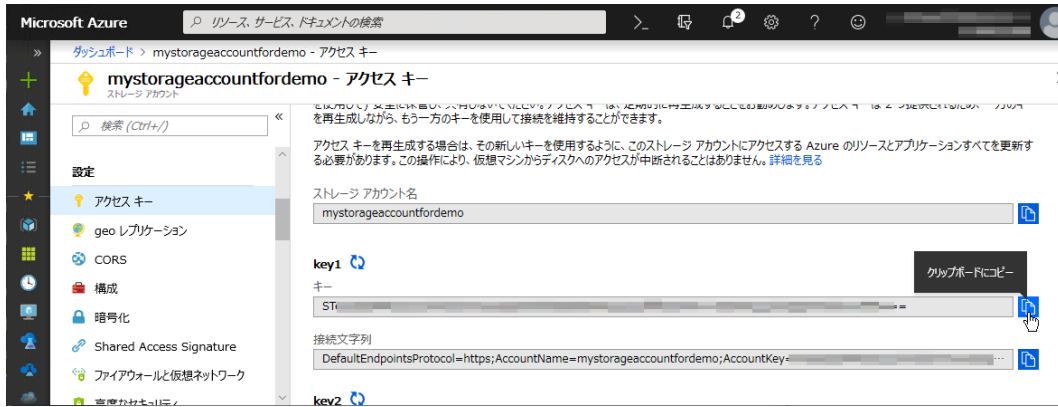 Microsoft Azure
リソース、サービス、ドキュメントの検索
2
ダッシュボード > mystorageaccountfordemo - アクセス キー
mystorageaccountfordemo - アクセス キー
ストレージ アカウント
検索 (Ctrl+/)
設定
アクセス キー
geo レプリケーション
CORS
構成
暗号化
Shared Access Signature
ファイアウォールと仮想ネットワーク
を再生成しながら、もう一方のキーを使用して接続を維持することができます。
アクセス キーを再生成する場合は、その新しいキーを使用するように、このストレージ アカウントにアクセスする Azure のリソースとアプリケーションすべてを更新す
る必要があります。この操作により、仮想マシンからディスクへのアクセスが中断されることはありません。詳細を見る
ストレージ アカウント名
mystorageaccountfordemo
key1
クリップボードにコピー
キー
接続文字列
DefaultEndpointsProtocol=https;AccountName=mystorageaccountfordemo;AccountKey=
key2